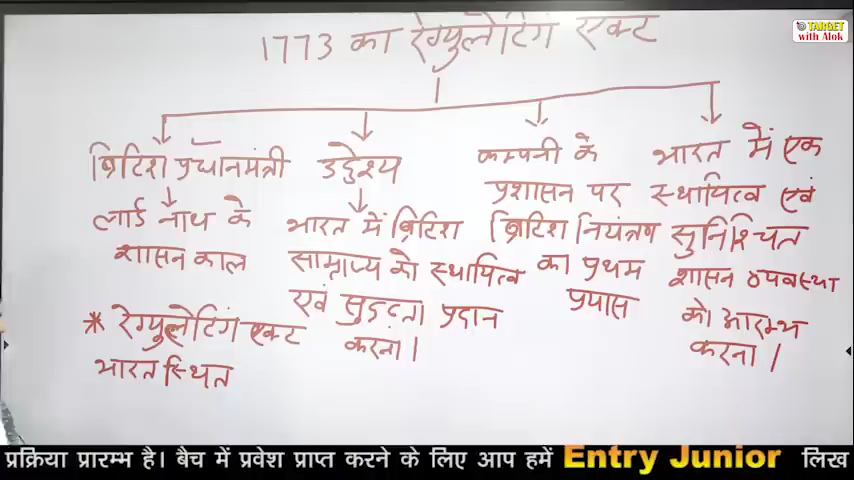 TARGET
with Alok
1773 का रेग्युलेटिंग एक्ट
ब्रिटिश प्रधानमंत्री
लार्ड नाथ के
शासन काल
* रेग्युलेटिंग एक्ट
भारत स्थित
उद्देश्य
भारत में ब्रिटिश
साम्राज्य को स्थायित्व
एवं सुदृढता प्रदान
करना।
कम्पनी के
प्रशासन पर
ब्रिटिश नियंत्रण
का प्रथम
प्रयास
भारत में एक
स्थायित्व एवं
सुनिश्चित
शासन व्यवस्था
को आरम्भ
करना।
प्रक्रिया प्रारम्भ है। बैच में प्रवेश प्राप्त करने के लिए आप हमें Entry Junior लिख